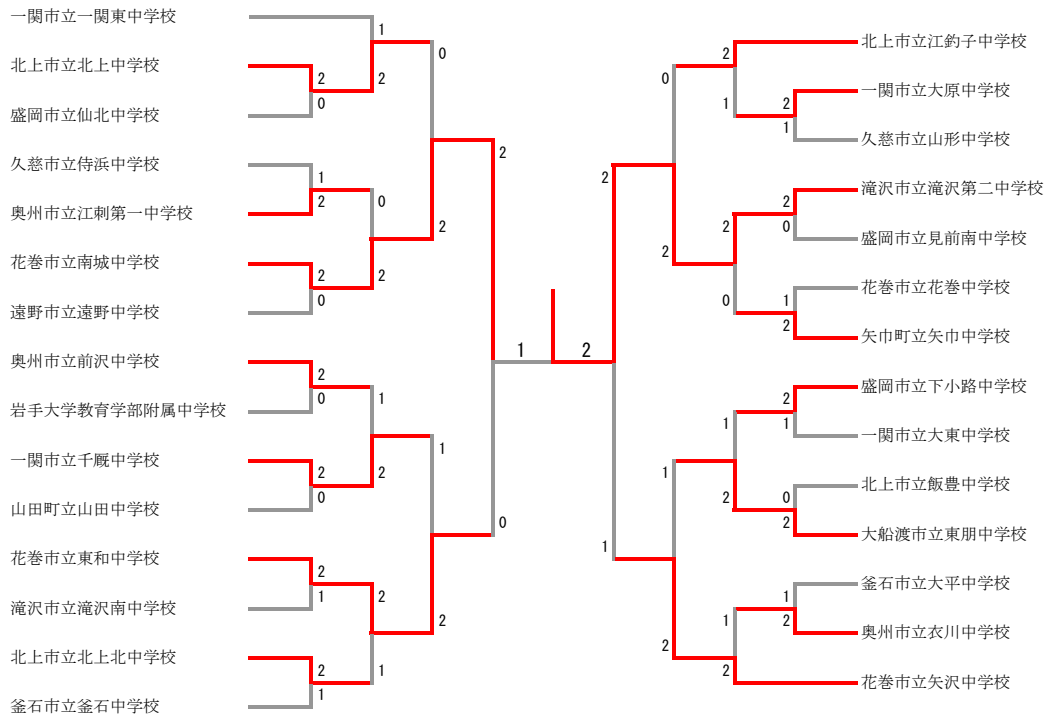 一関市立一関東中学校
北上市立北上中学校
盛岡市立仙北中学校
久慈市立侍浜中学校
奥州市立江刺第一中学校
花巻市立南城中学校
遠野市立遠野中学校
奥州市立前沢中学校
岩手大学教育学部附属中学校
一関市立千厩中学校
山田町立山田中学校
花巻市立東和中学校
滝沢市立滝沢南中学校
北上市立北上北中学校
釜石市立釜石中学校
2
0
1
2
2
0
2
0
2
0
2
1
2
1
1
2
0
2
1
2
2
1
0
2
1
2
2
0
1
2
2
1
0
2
1
2
2
1
2
0
1
2
1
2
1
2
2
1
2
0
1
2
2
1
0
2
1
2
北上市立江釣子中学校
一関市立大原中学校
久慈市立山形中学校
滝沢市立滝沢第二中学校
盛岡市立見前南中学校
花巻市立花巻中学校
矢巾町立矢巾中学校
盛岡市立下小路中学校
一関市立大東中学校
北上市立飯豊中学校
大船渡市立東朋中学校
釜石市立大平中学校
奥州市立衣川中学校
花巻市立矢沢中学校